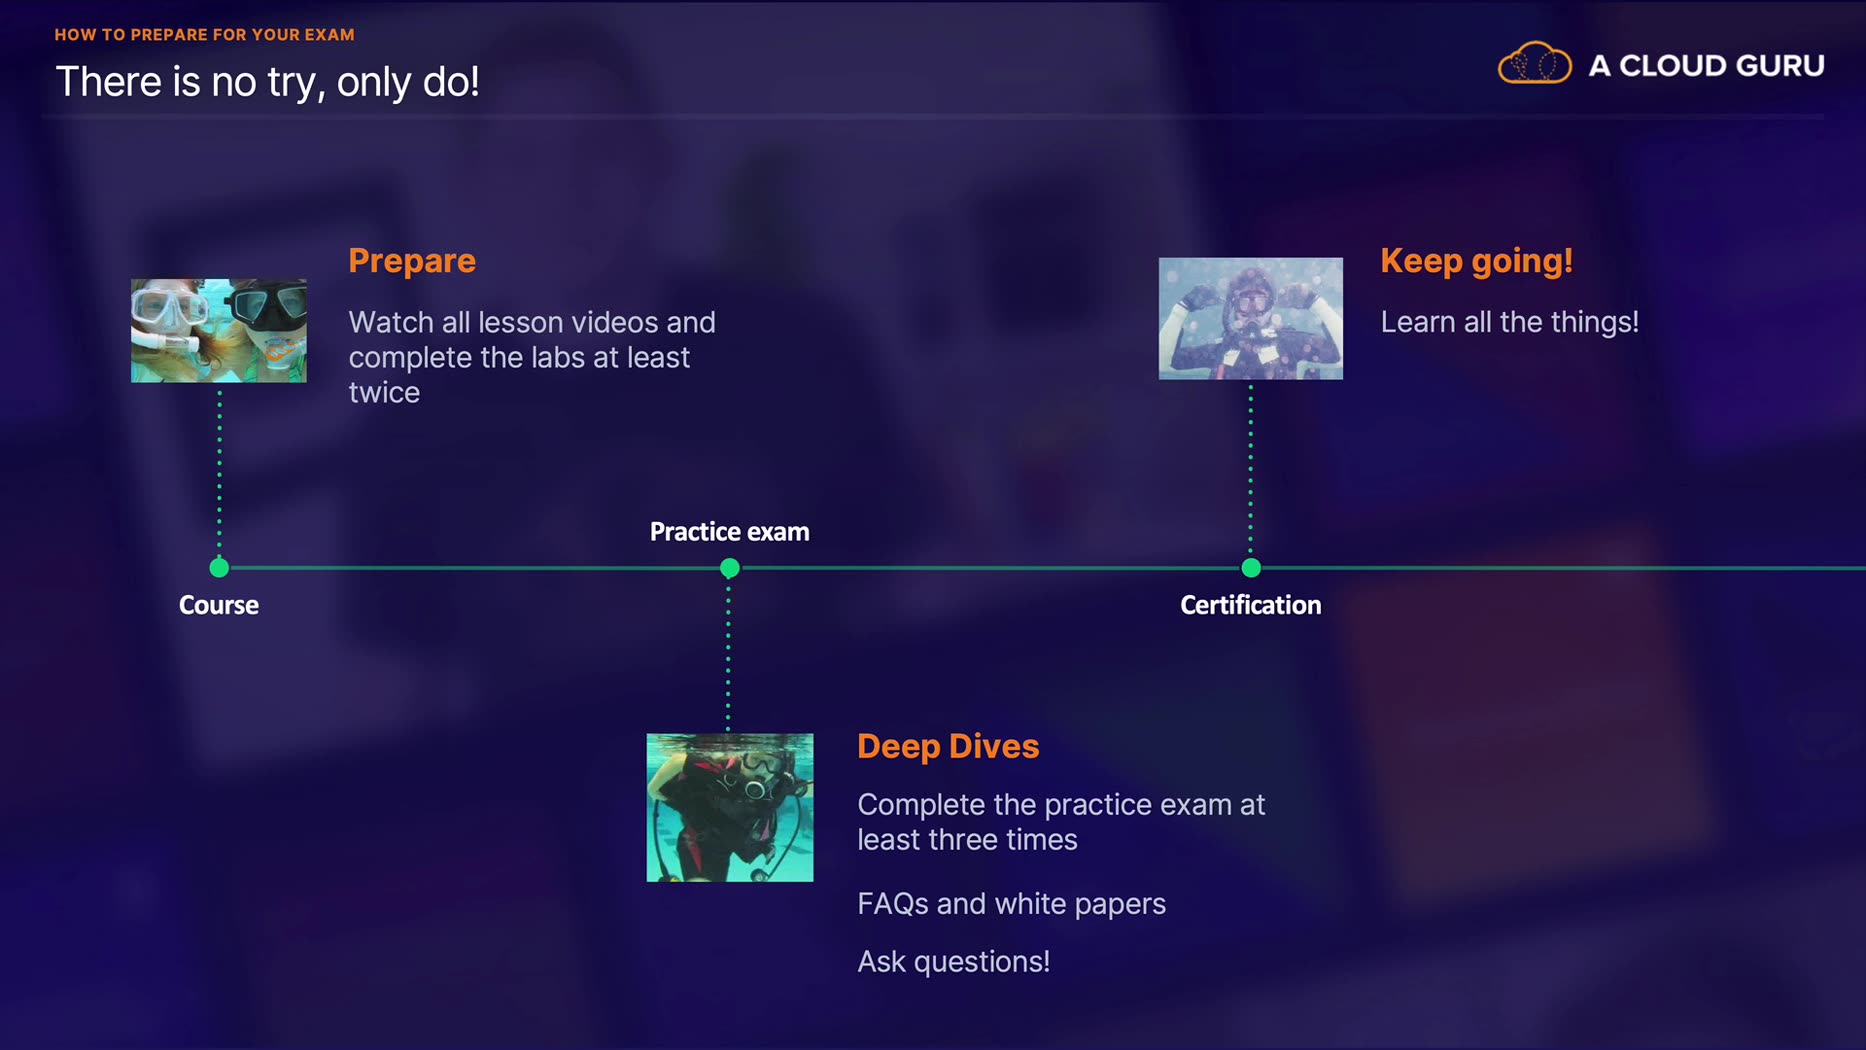 HOW TO PREPARE FOR YOUR EXAM
There is no try, only do!
A CLOUD GURU
Prepare
Watch all lesson videos and
complete the labs at least
twice
Keep going!
Learn all the things!
Practice exam
Course
Certification
Deep Dives
Complete the practice exam at
least three times
FAQs and white papers
Ask questions!